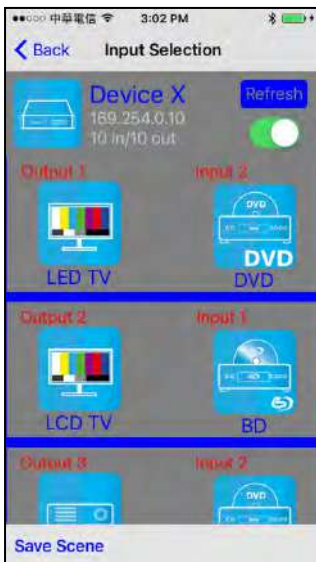 中華電信 3:02 PM
Back Input Selection
Device X Refresh
169.254.0.10
10 in/10 out
Output 1 Input 2
DVD
DVD
LED TV DVD
Output 2 Input 1
LCD TV BD
Output 3 Input 2
DVD
Save Scene